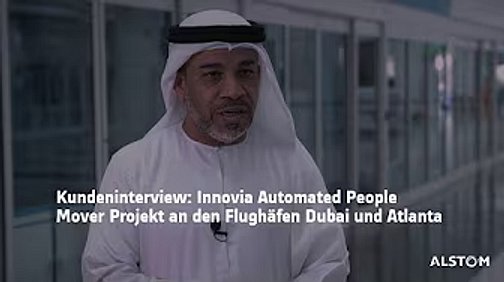 Kundeninterview: Innovia Automated People
Mover Projekt an den Flughäfen Dubai und Atlanta
ALSTOM